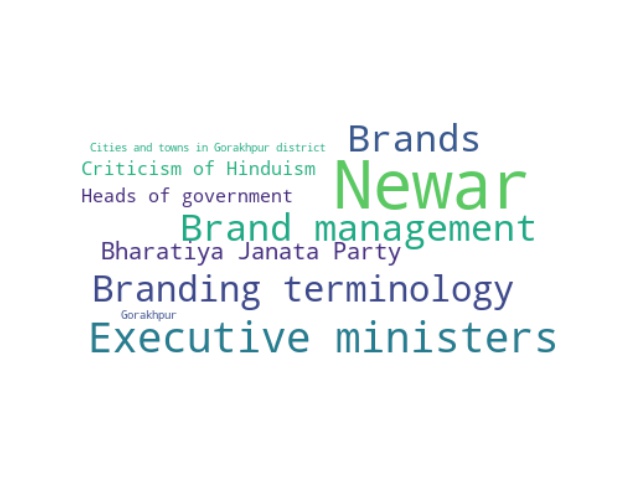 Brands
Cities and towns in Gorakhpur district
Criticism of Hinduism
Newar
Heads of government
Brand management
Bharatiya Janata Party
Branding terminology
Gorakhpur
Executive ministers